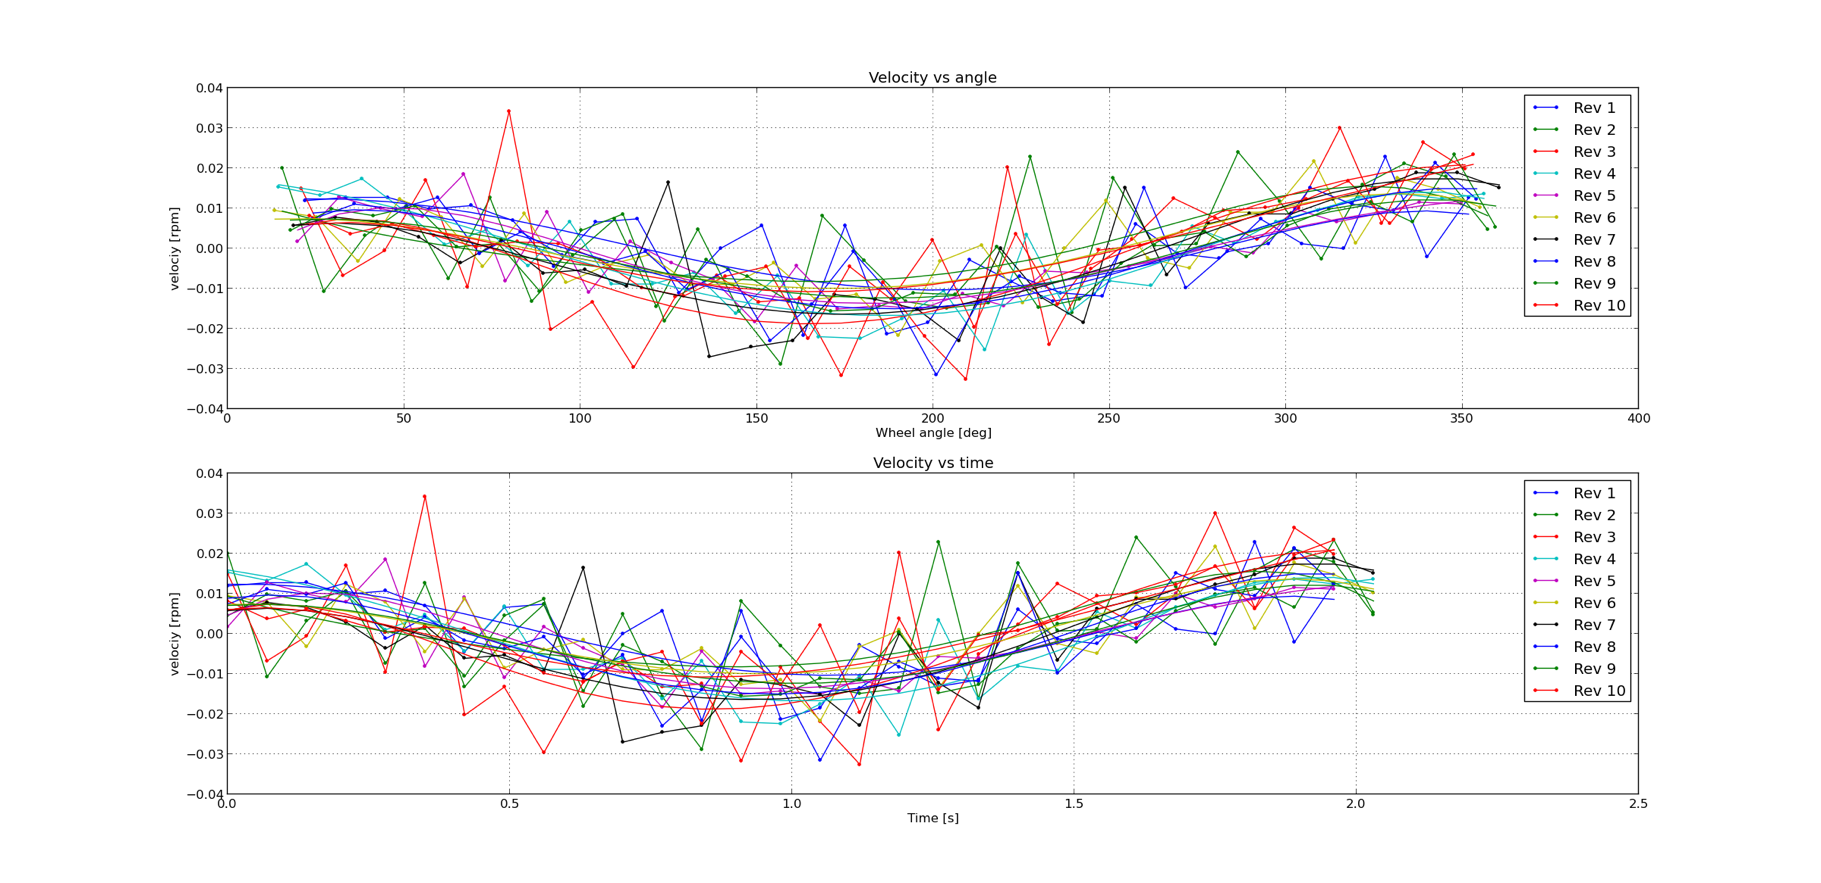 Velocity vs angle
0.04
0.03
0.02
0.01
0.00
−0.01
−0.02
−0.03
−0.04
velociy [rpm]
0
50
100
150
200
250
300
350
400
Wheel angle [deg]
Rev 1
Rev 2
Rev 3
Rev 4
Rev 5
Rev 6
Rev 7
Rev 8
Rev 9
Rev 10
Velocity vs time
0.04
0.03
0.02
0.01
0.00
−0.01
−0.02
−0.03
−0.04
velociy [rpm]
0.0
0.5
1.0
1.5
2.0
2.5
Time [s]
Rev 1
Rev 2
Rev 3
Rev 4
Rev 5
Rev 6
Rev 7
Rev 8
Rev 9
Rev 10